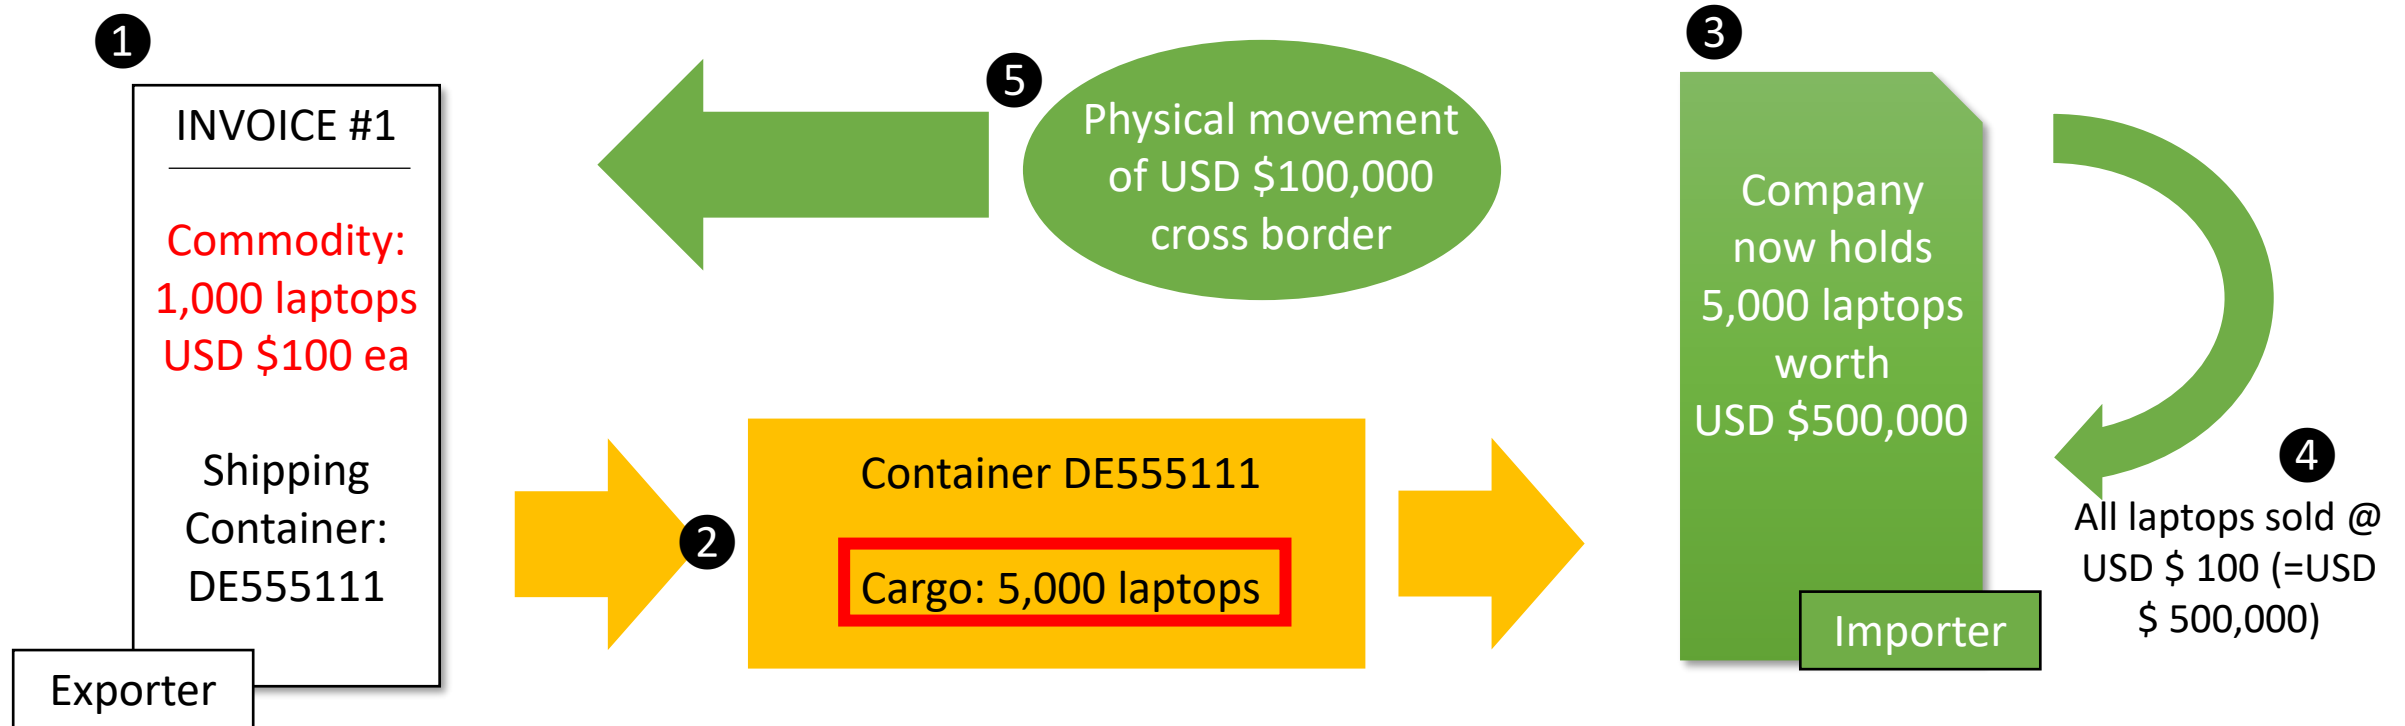 1
INVOICE #1
Commodity:
1,000 laptops
USD $100 ea
Shipping
Container:
DE555111
Exporter
2
Container DE555111
Cargo: 5,000 laptops
3
Company
now holds
5,000 laptops
worth
USD $500,000
Importer
4
All laptops sold @
USD $ 100 (=USD
$ 500,000)
5
Physical movement
of USD $100,000
cross border